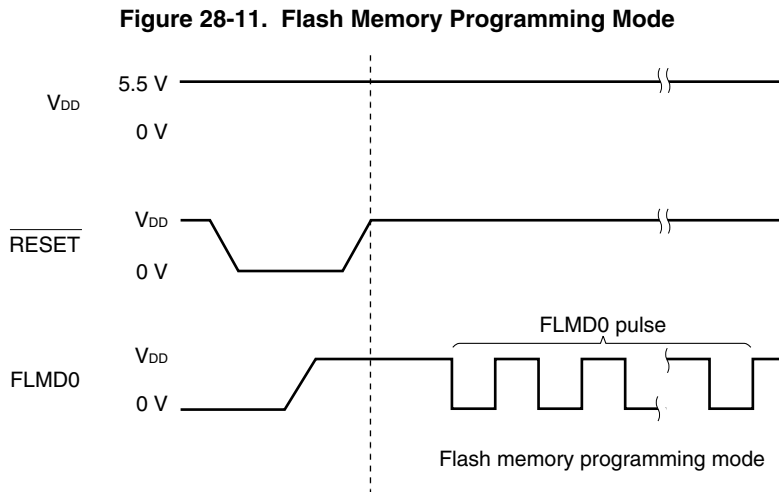 Figure 28-11. Flash Memory Programming Mode
5.5 V
VDD
0 V
VDD
RESET
0 V
FLMD0 pulse
VDD
FLMD0
0 V
Flash memory programming mode